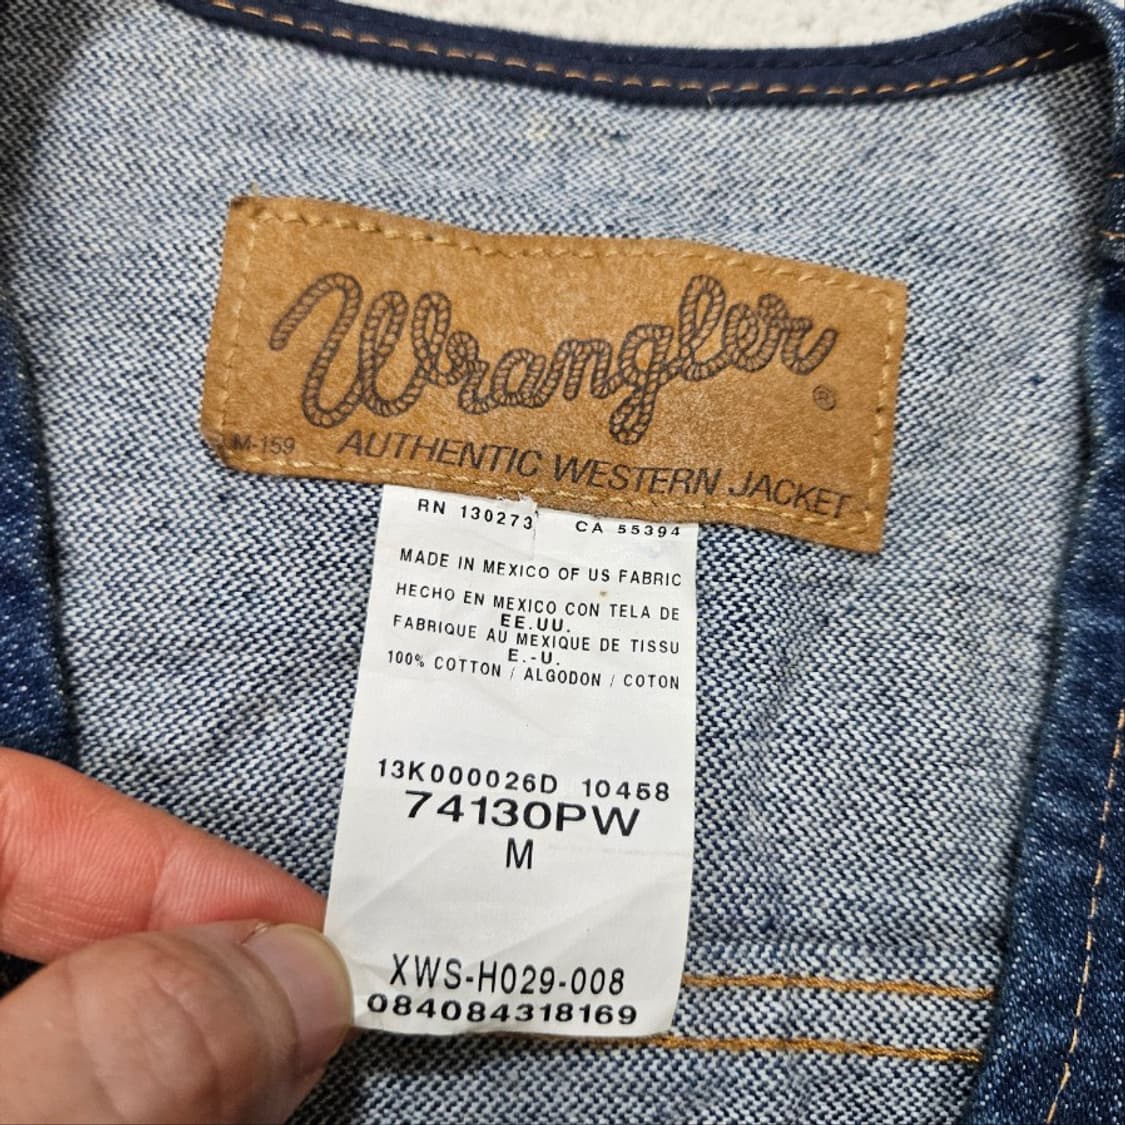 Wrangler
®
M-159
AUTHENTIC WESTERN JACKET
RN 130273 CA 55394
MADE IN MEXICO OF US FABRIC
HECHO EN MEXICO CON TELA DE
EE.UU.
FABRIQUE AU MEXIQUE DE TISSU
E.-U.
100% COTTON / ALGODON / COTON
13K000026D 10458
74130PW
M
XWS-H029-008
084084318169